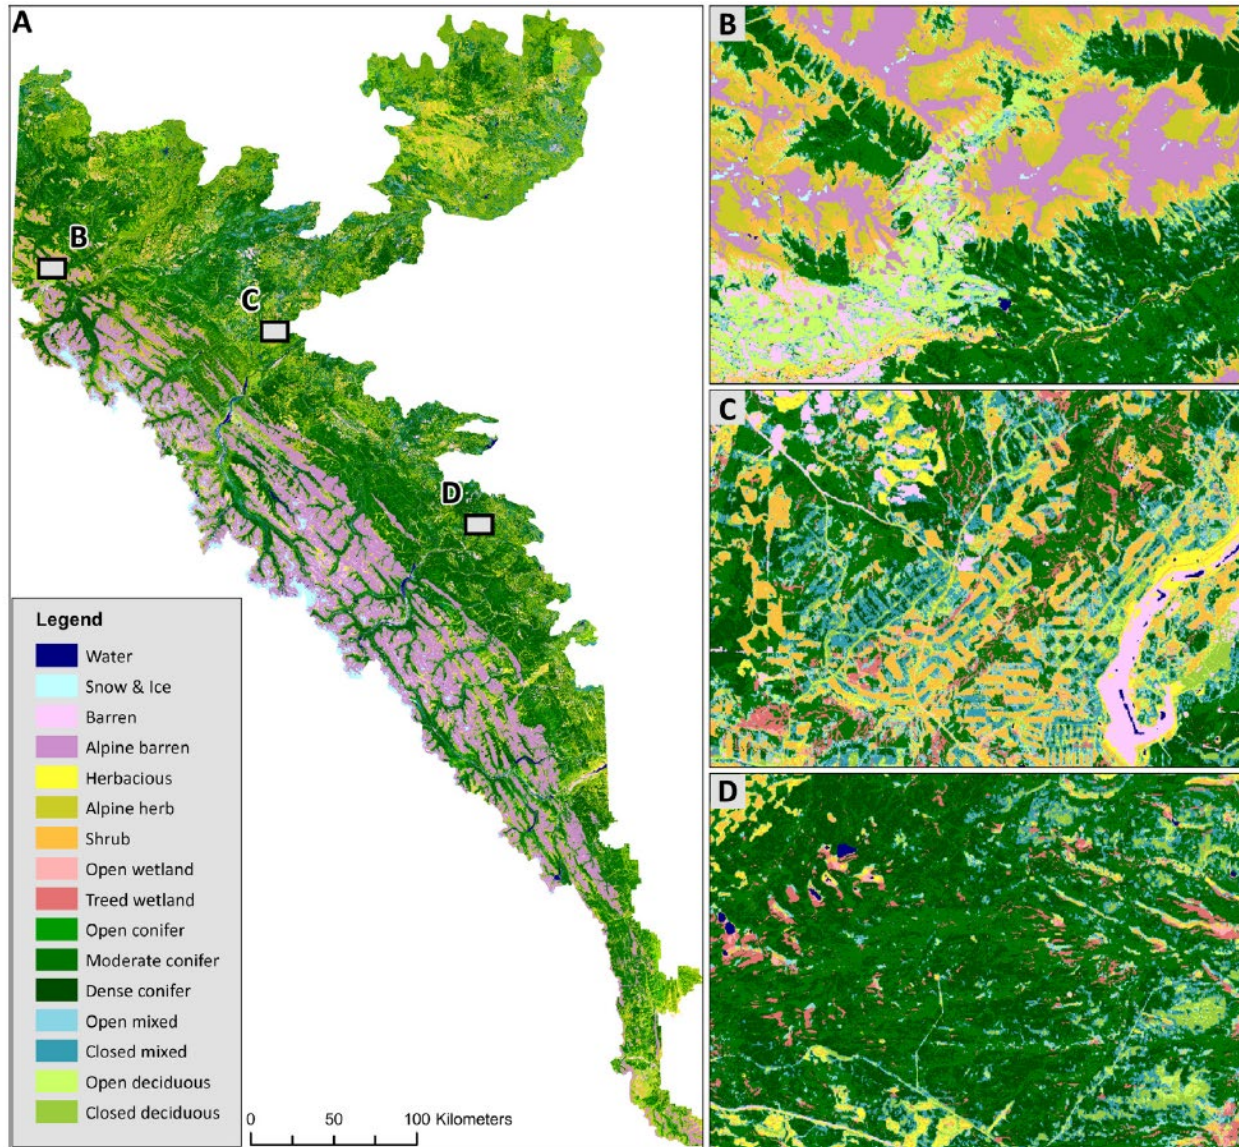 A
B
C
D
Legend
Water
Snow & Ice
Barren
Alpine barren
Herbacious
Alpine herb
Shrub
Open wetland
Treed wetland
Open conifer
Moderate conifer
Dense conifer
Open mixed
Closed mixed
Open deciduous
Closed deciduous
0 50 100 Kilometers
B
C
D